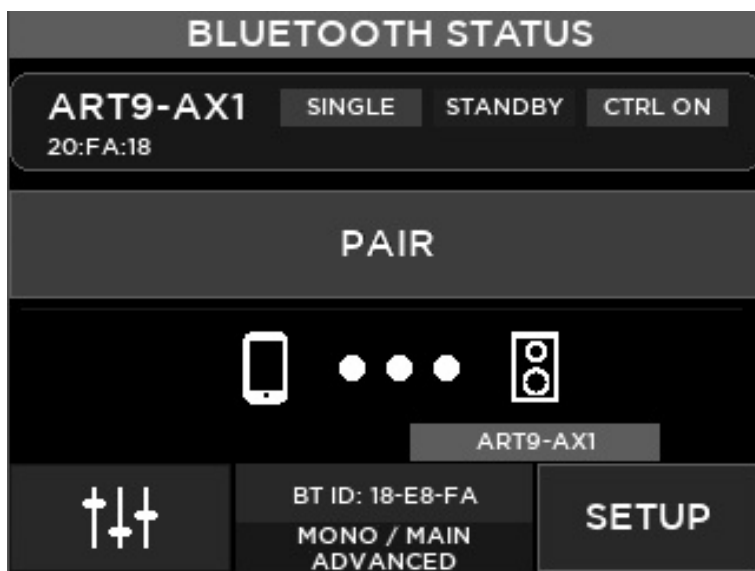 BLUETOOTH STATUS
ART9-AX1 SINGLE STANDBY CTRL ON
20:FA:18
PAIR
ART9-AX1
BT ID: 18-E8-FA
MONO / MAIN
ADVANCED
SETUP